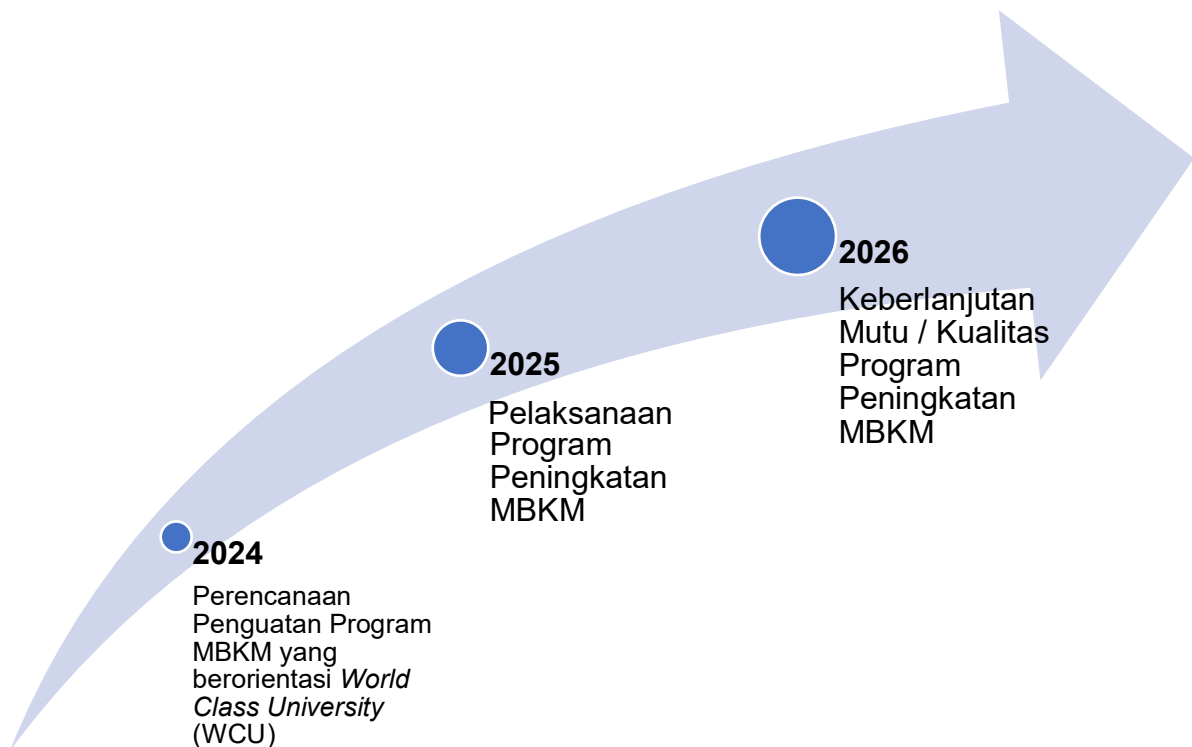 2024
Perencanaan
Penguatan Program
MBKM yang
berorientasi World
Class University
(WCU)
2025
Pelaksanaan
Program
Peningkatan
MBKM
2026
Keberlanjutan
Mutu / Kualitas
Program
Peningkatan
MBKM